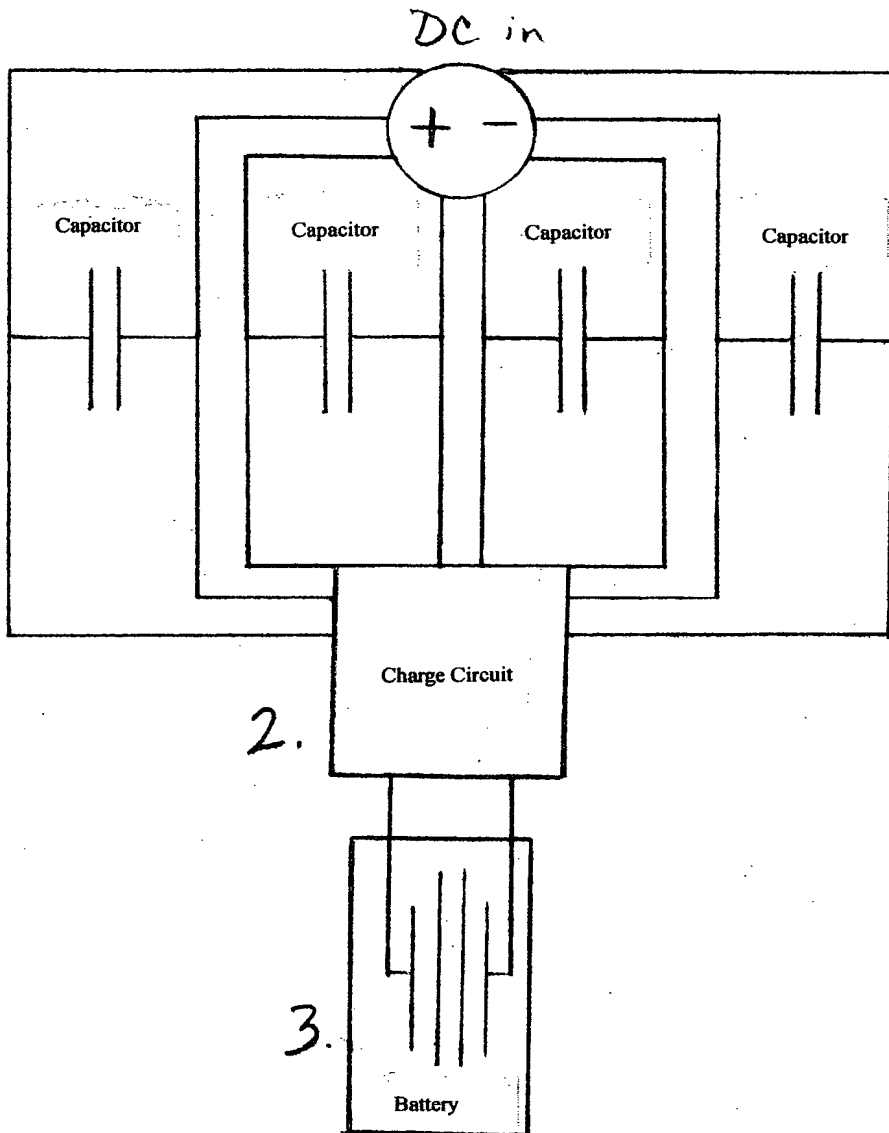 DC in
+ -
Capacitor
Capacitor
Capacitor
Capacitor
Charge Circuit
2.
3.
Battery